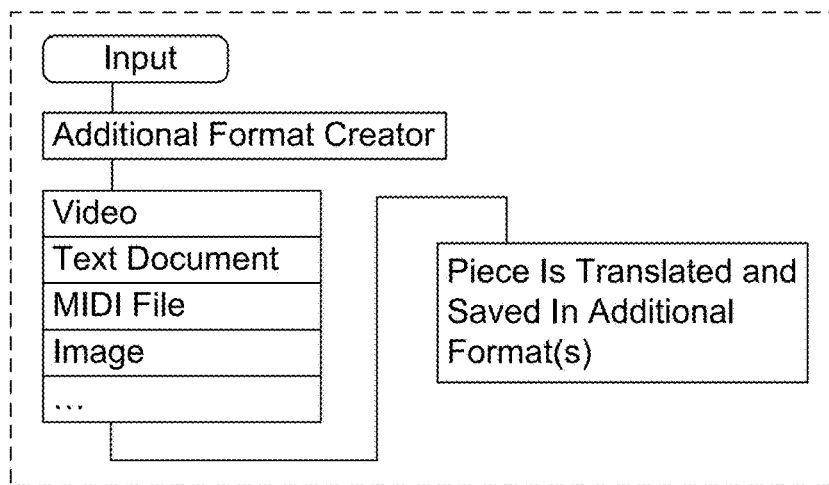 Input
Additional Format Creator
Video
Text Document
MIDI File
Image
...
Piece Is Translated and
Saved In Additional
Format(s)